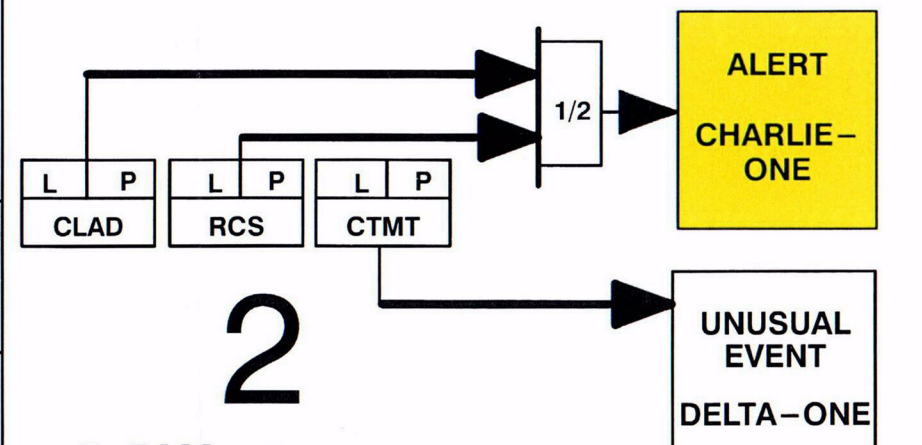 1/2
ALERT
CHARLIE–
ONE
L P
CLAD
L P
RCS
L P
CTMT
2
UNUSUAL
EVENT
DELTA–ONE